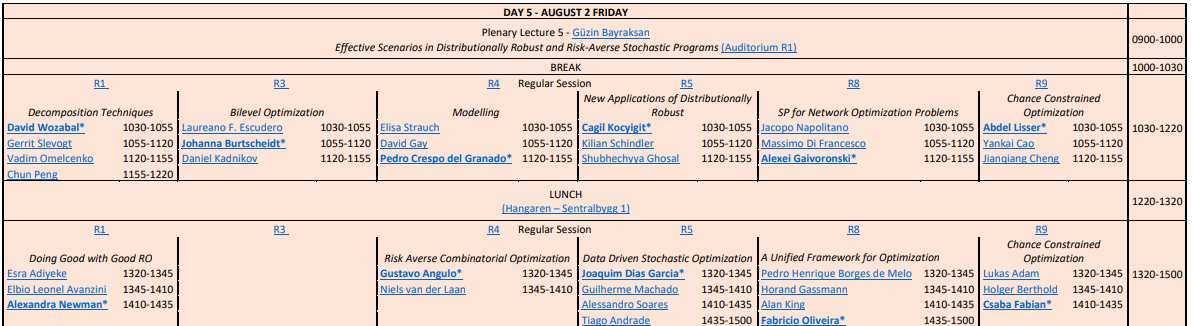 DAY 5 - AUGUST 2 FRIDAY
Plenary Lecture 5 - Güzin Bayraksan
Effective Scenarios in Distributionally Robust and Risk-Averse Stochastic Programs (Auditorium R1)
0900-1000
BREAK 1000-1030
R1 R3 R4 Regular Session R5 R8 R9
Decomposition Techniques Bilevel Optimization Modelling New Applications of Distributionally Robust SP for Network Optimization Problems Chance Constrained Optimization
David Wozabal* 1030-1055 Laureano F. Escudero 1030-1055 Elisa Strauch 1030-1055 Cagil Kocyigit* 1030-1055 Jacopo Napolitano 1030-1055 Abdel Lisser* 1030-1055 1030-1220
Gerrit Slevogt 1055-1120 Johanna Burtscheidt* 1055-1120 David Gay 1055-1120 Kilian Schindler 1055-1120 Massimo Di Francesco 1055-1120 Yankai Cao 1055-1120
Vadim Omelcenko 1120-1155 Daniel Kadnikov 1120-1155 Pedro Crespo del Granado* 1120-1155 Shubhechyya Ghosal 1120-1155 Alexei Gaivoronski* 1120-1155 Jianqiang Cheng 1120-1155
Chun Peng 1155-1220
LUNCH
(Hangaren – Sentralbygg 1)
1220-1320
R1 R3 R4 Regular Session R5 R8 R9
Doing Good with Good RO Risk Averse Combinatorial Optimization Data Driven Stochastic Optimization A Unified Framework for Optimization Chance Constrained Optimization
Esra Adiyeke 1320-1345 Gustavo Angulo* 1320-1345 Joaquim Dias Garcia* 1320-1345 Pedro Henrique Borges de Melo 1320-1345 Lukas Adam 1320-1345 1320-1500
Elbio Leonel Avanzini 1345-1410 Niels van der Laan 1345-1410 Guilherme Machado 1345-1410 Horand Gassmann 1345-1410 Holger Berthold 1345-1410
Alexandra Newman* 1410-1435 Alessandro Soares 1410-1435 Alan King 1410-1435 Csaba Fabian* 1410-1435
Tiago Andrade 1435-1500 Fabricio Oliveira* 1435-1500